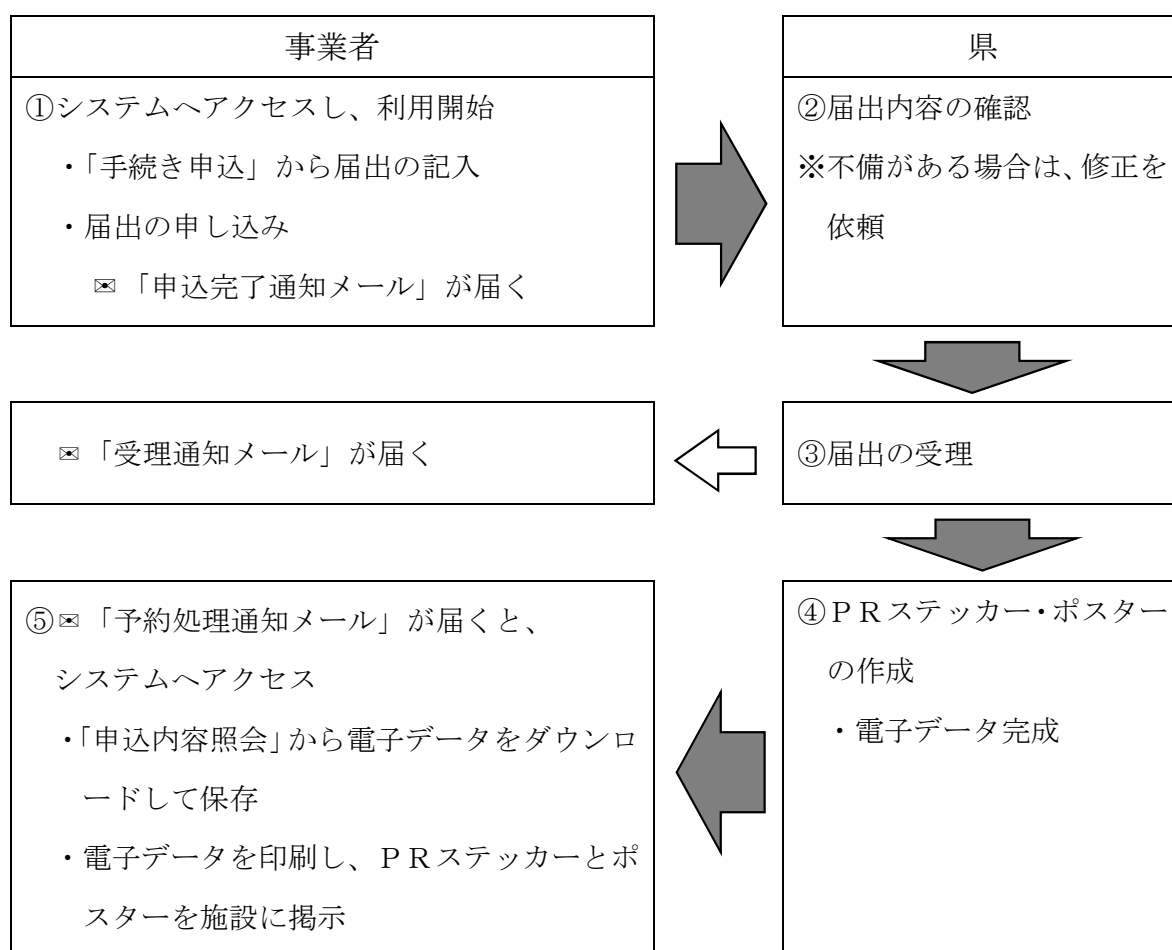 事業者
県
①システムへアクセスし、利用開始
・「手続き申込」から届出の記入
・届出の申し込み
✉「申込完了通知メール」が届く
②届出内容の確認
※不備がある場合は、修正を
依頼
✉「受理通知メール」が届く
③届出の受理
⑤✉「予約処理通知メール」が届くと、
システムへアクセス
・「申込内容照会」から電子データをダウンロ
ードして保存
・電子データを印刷し、ＰＲステッカーとポ
スターを施設に掲示
④ＰＲステッカー・ポスター
の作成
・電子データ完成